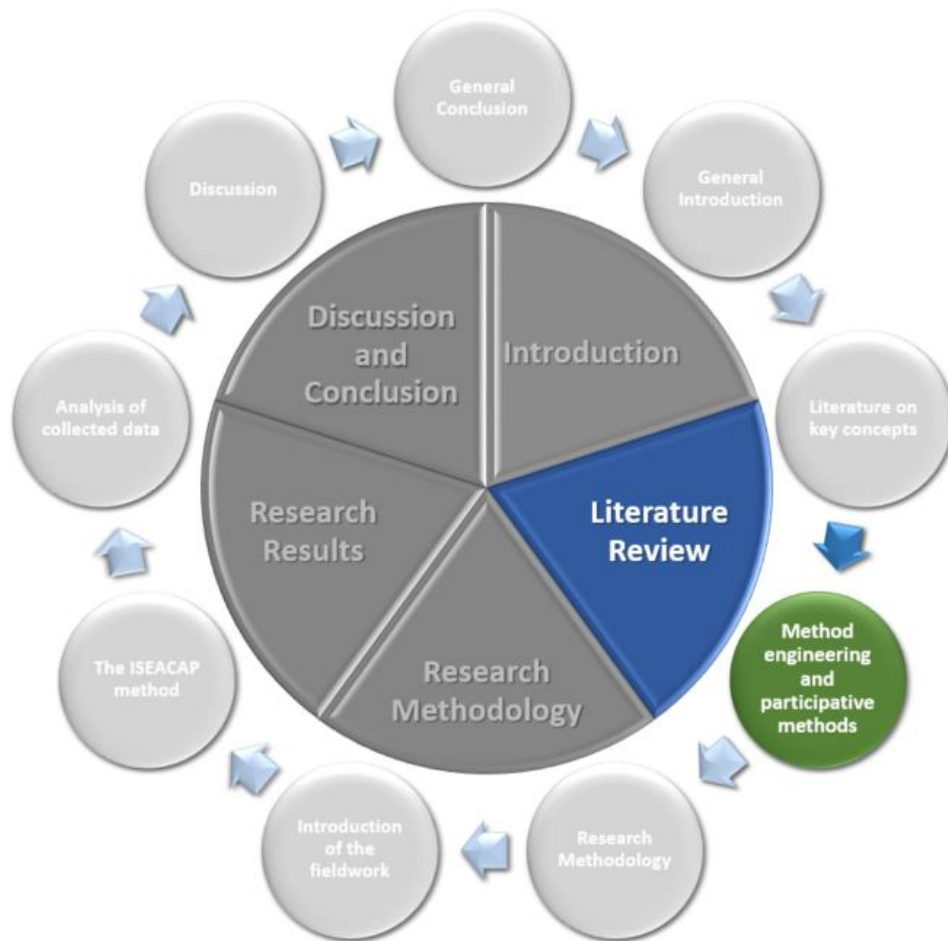 General
Conclusion
General
Introduction
Literature on
key concepts
Method
engineering
and
participative
methods
Research
Methodology
Introduction
of the
fieldwork
The ISEACAP
method
Analysis of
collected data
Discussion
Introduction
Literature
Review
Research
Methodology
Research
Results
Discussion
and
Conclusion